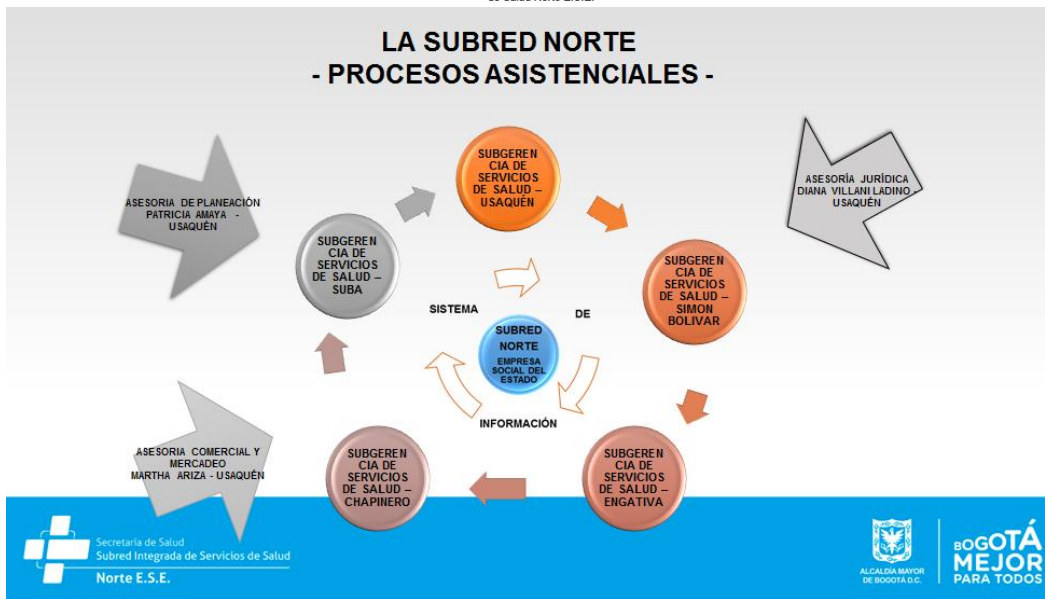 LA SUBRED NORTE
- PROCESOS ASISTENCIALES -
SUBGEREN
CIA DE
SERVICIOS
DE SALUD –
USAQUÉN
ASESORIA DE PLANEACIÓN
PATRICIA AMAYA -
USAQUÉN
ASESORÍA JURÍDICA
DIANA VILLANI LADINO -
USAQUÉN
SUBGEREN
CIA DE
SERVICIOS
DE SALUD –
SUBA
SUBGEREN
CIA DE
SERVICIOS
DE SALUD –
SIMON
BOLIVAR
SISTEMA
DE
SUBRED
NORTE
EMPRESA
SOCIAL DEL
ESTADO
INFORMACIÓN
ASESORIA COMERCIAL Y
MERCADEO
MARTHA ARIZA - USAQUÉN
SUBGEREN
CIA DE
SERVICIOS
DE SALUD –
CHAPINERO
SUBGEREN
CIA DE
SERVICIOS
DE SALUD –
ENGATIVA
Secretaría de Salud
Subred Integrada de Servicios de Salud
Norte E.S.E.
ALCALDÍA MAYOR
DE BOGOTÁ D.C.
BOGOTÁ
MEJOR
PARA TODOS